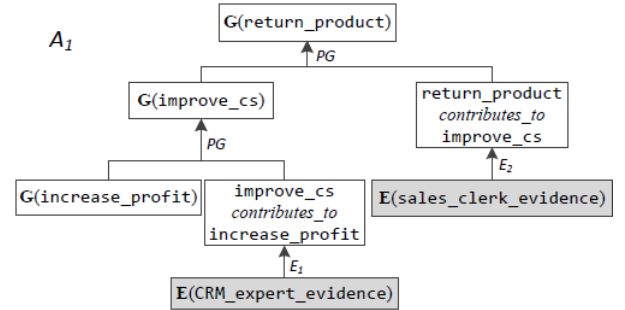 A1
G(return_product)
PG
G(improve_cs)
return_product
contributes_to
improve_cs
PG
E2
G(increase_profit)
improve_cs
contributes_to
increase_profit
E(sales_clerk_evidence)
E1
E(CRM_expert_evidence)